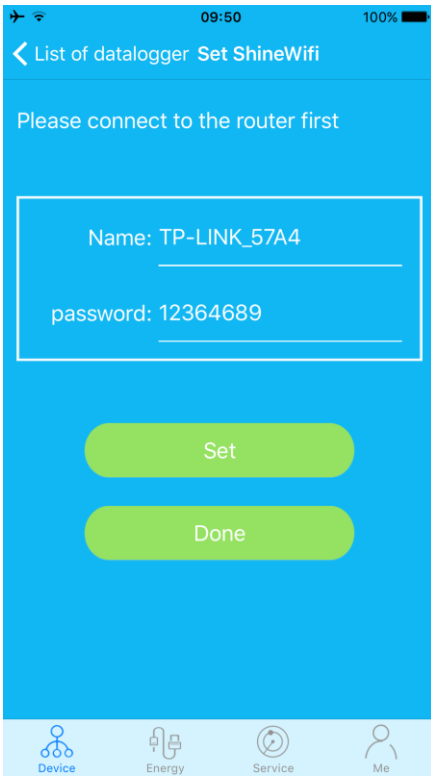 09:50 100%
List of datalogger Set ShineWifi
Please connect to the router first
Name: TP-LINK_57A4
password: 12364689
Set
Done
Device Energy Service Me